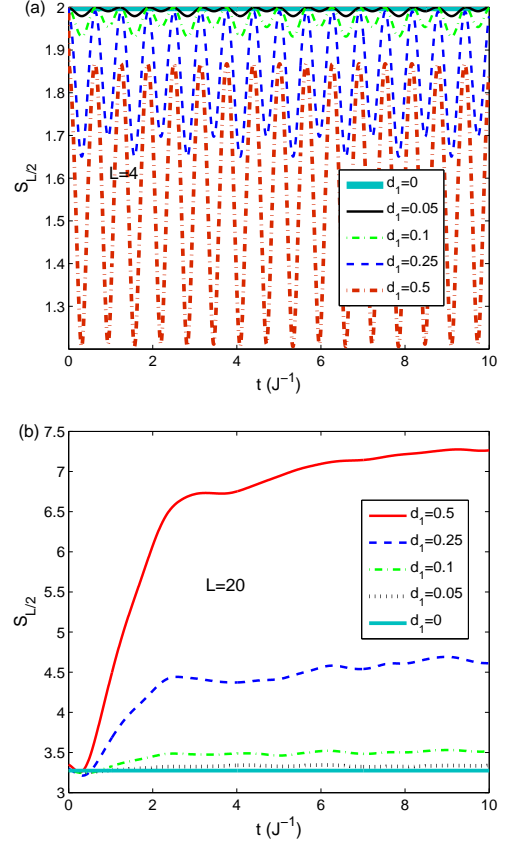 (a)
2
1.9
1.8
1.7
1.6
1.5
1.4
1.3
S_{L/2}
L=4
d_1=0
d_1=0.05
d_1=0.1
d_1=0.25
d_1=0.5
0 2 4 6 8 10
t (J^{-1})
(b)
7.5
7
6.5
6
5.5
5
4.5
4
3.5
3
S_{L/2}
L=20
d_1=0.5
d_1=0.25
d_1=0.1
d_1=0.05
d_1=0
0 2 4 6 8 10
t (J^{-1})